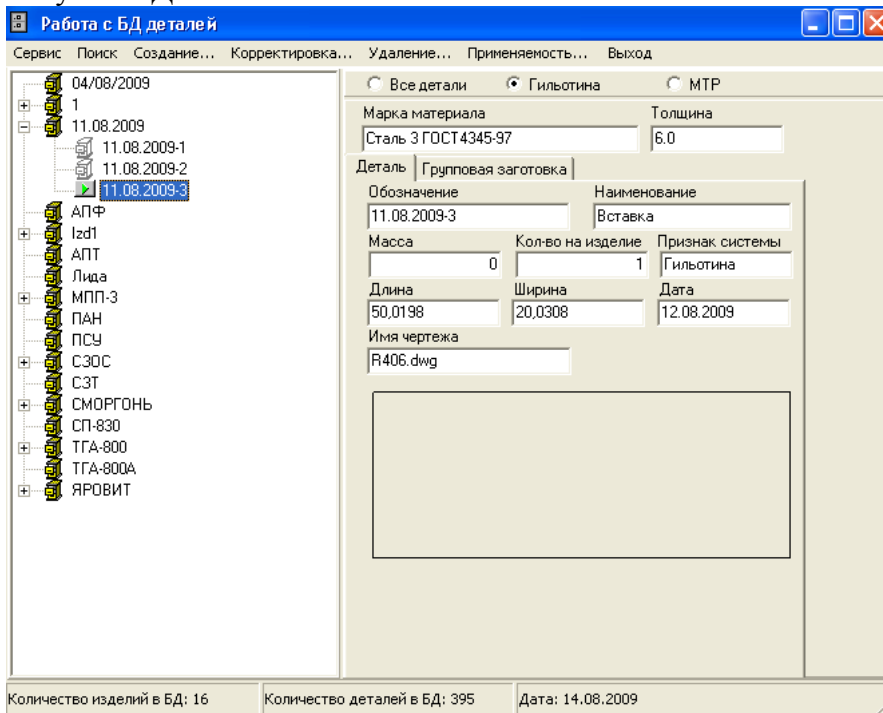 Работа с БД деталей
Сервис Поиск Создание... Корректировка... Удаление... Применяемость... Выход
04/08/2009
1
11.08.2009
11.08.2009-1
11.08.2009-2
11.08.2009-3
АПФ
Izd1
АПТ
Лида
МПП-3
ПАН
ПСУ
СЗОС
СЗТ
СМОРГОНЬ
СП-830
ТГА-800
ТГА-800А
ЯРОВИТ
Все детали Гильотина МТР
Марка материала Толщина
Сталь 3 ГОСТ4345-97 6.0
Деталь Групповая заготовка
Обозначение Наименование
11.08.2009-3 Вставка
Масса Кол-во на изделие Признак системы
0 1 Гильотина
Длина Ширина Дата
50,0198 20,0308 12.08.2009
Имя чертежа
R406.dwg
Количество изделий в БД: 16 Количество деталей в БД: 395 Дата: 14.08.2009